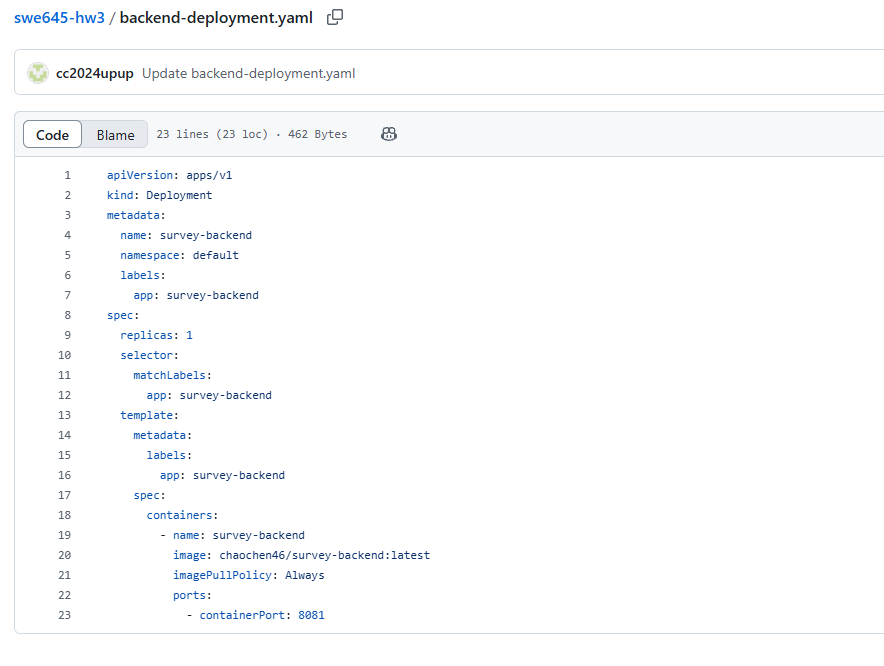 swe645-hw3 / backend-deployment.yaml
cc2024upup Update backend-deployment.yaml
Code Blame 23 lines (23 loc) · 462 Bytes
1 apiVersion: apps/v1
2 kind: Deployment
3 metadata:
4   name: survey-backend
5   namespace: default
6   labels:
7     app: survey-backend
8 spec:
9   replicas: 1
10   selector:
11     matchLabels:
12       app: survey-backend
13   template:
14     metadata:
15       labels:
16         app: survey-backend
17     spec:
18       containers:
19         - name: survey-backend
20           image: chaochen46/survey-backend:latest
21           imagePullPolicy: Always
22           ports:
23             - containerPort: 8081